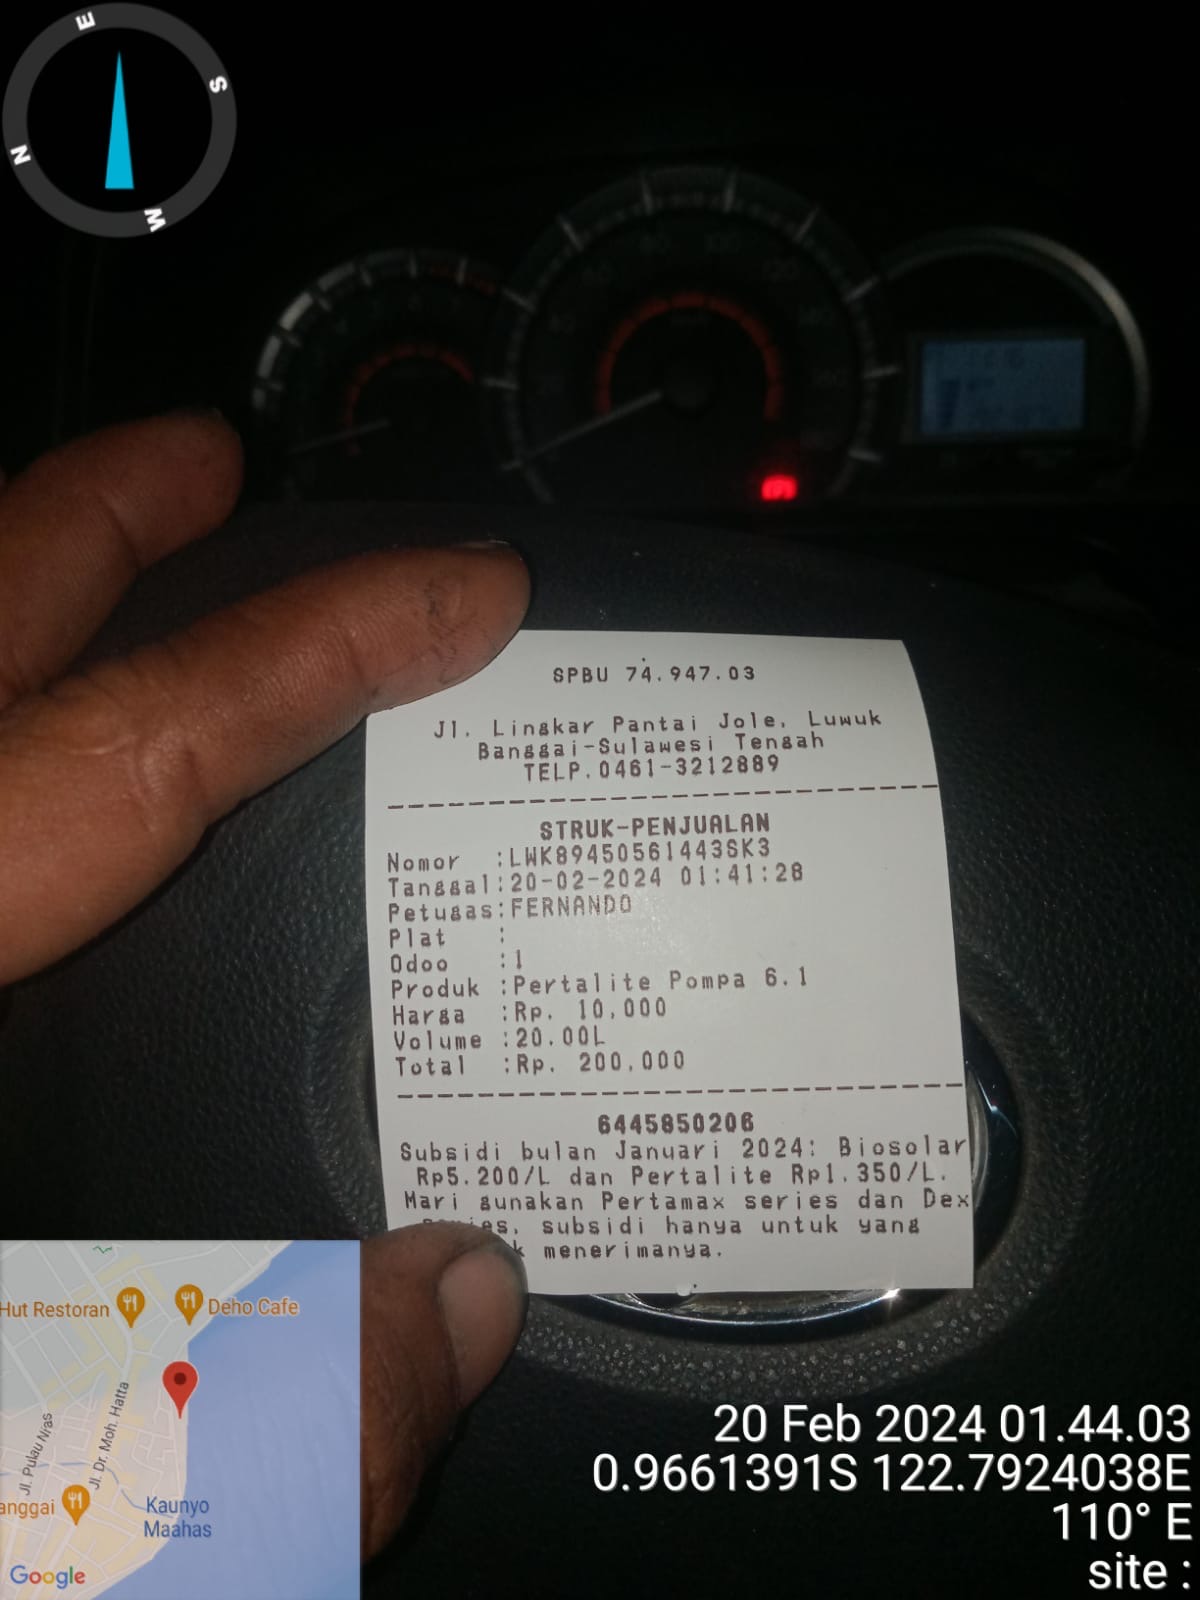 E
S
N
W
SPBU 74.947.03
Jl. Lingkar Pantai Jole, Luwuk
Banggai-Sulawesi Tengah
TELP.0461-3212889
STRUK-PENJUALAN
Nomor :LWK89450561443SK3
Tanggal:20-02-2024 01:41:28
Petugas:FERNANDO
Plat :
Odoo :1
Produk :Pertalite Pompa 6.1
Harga :Rp. 10,000
Volume :20.00L
Total :Rp. 200,000
6445850206
Subsidi bulan Januari 2024: Biosolar
Rp5.200/L dan Pertalite Rp1.350/L.
Mari gunakan Pertamax series dan Dex
subsidi hanya untuk yang
menerimanya.
Hut Restoran
Deho Cafe
Jl. Dr. Moh. Hatta
Jl. Pulau Nias
anggai
Kaunyo
Maahas
Google
20 Feb 2024 01.44.03
0.9661391S 122.7924038E
110° E
site :